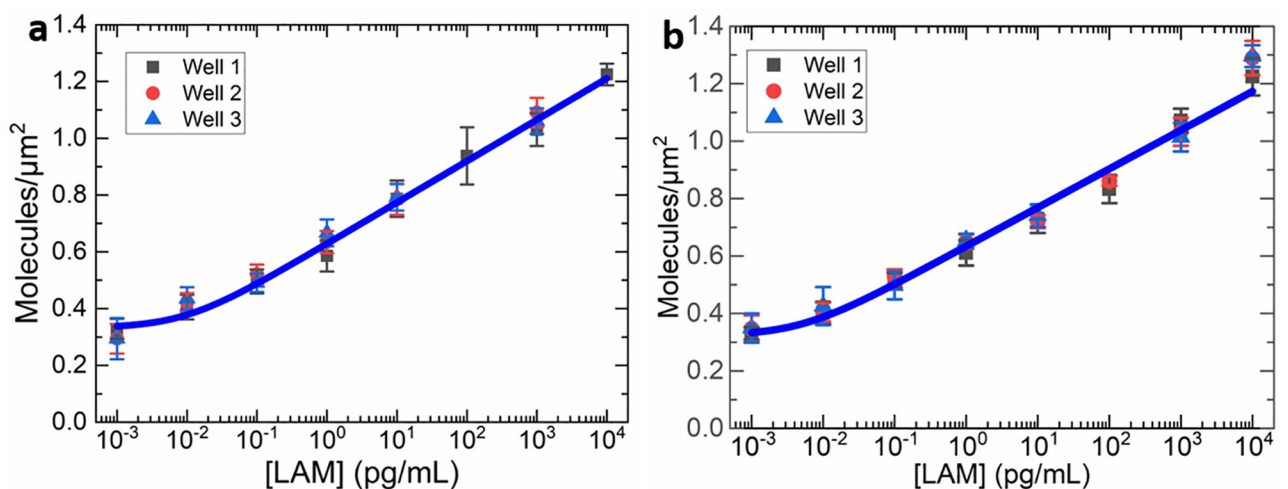 a
1.4
1.2
1.0
0.8
0.6
0.4
0.2
0.0
Molecules/μm²
Well 1
Well 2
Well 3
10⁻³ 10⁻² 10⁻¹ 10⁰ 10¹ 10² 10³ 10⁴
[LAM] (pg/mL)
b
1.4
1.2
1.0
0.8
0.6
0.4
0.2
0.0
Molecules/μm²
Well 1
Well 2
Well 3
10⁻³ 10⁻² 10⁻¹ 10⁰ 10¹ 10² 10³ 10⁴
[LAM] (pg/mL)